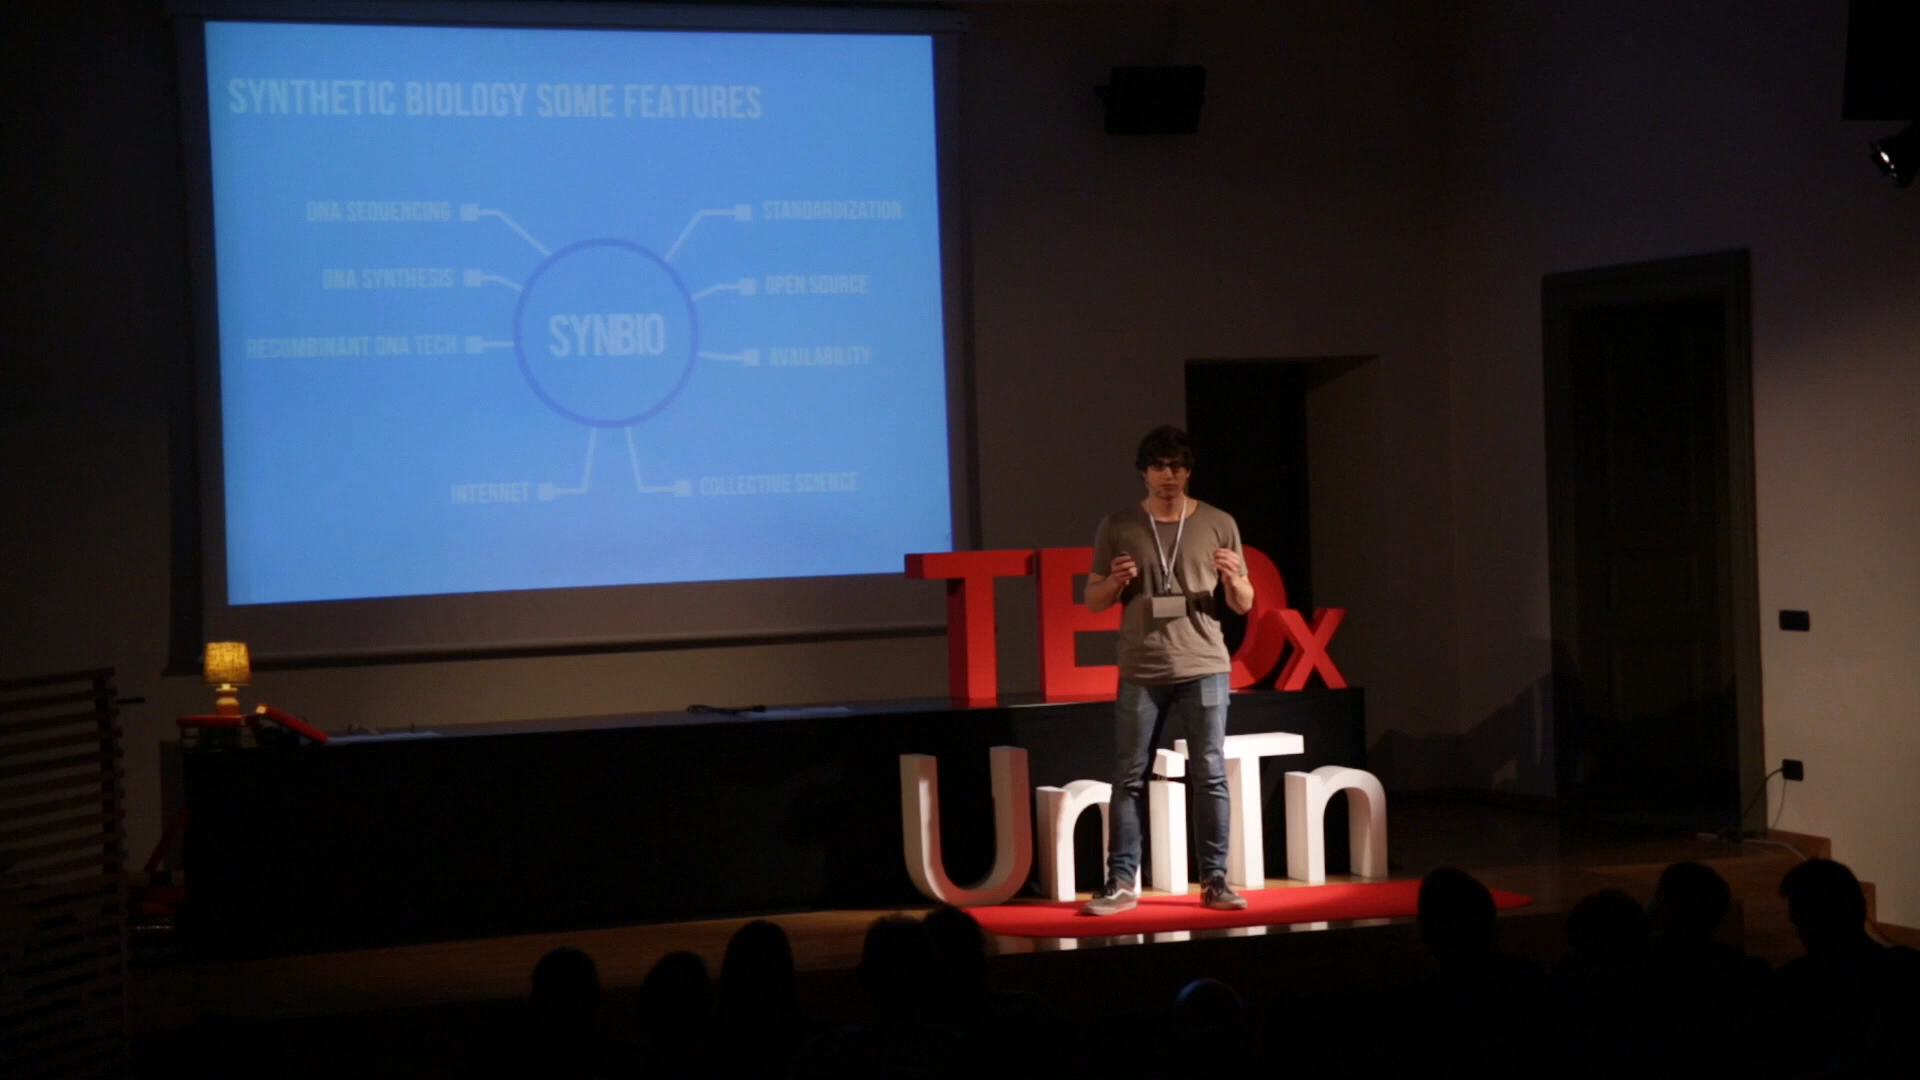 SYNTHETIC BIOLOGY SOME FEATURES
DNA SEQUENCING
STANDARDIZATION
DNA SYNTHESIS
OPEN SOURCE
SYNBIO
RECOMBINANT DNA TECH
AVAILABILITY
INTERNET
COLLECTIVE SCIENCE
TEDx
UniTn